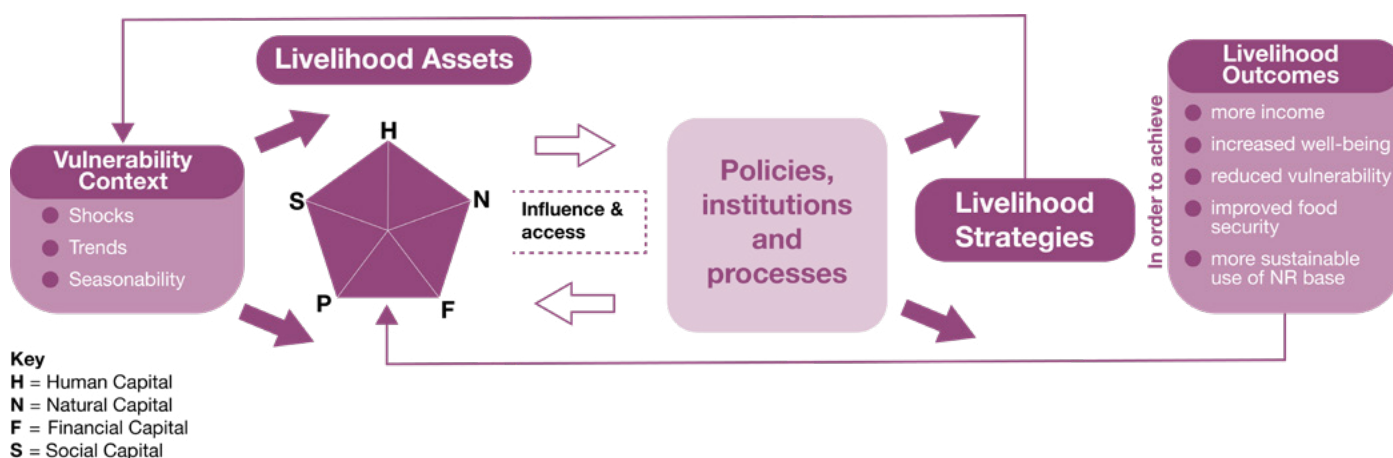 Livelihood Assets
Vulnerability
Context
Shocks
Trends
Seasonability
H
S
N
P
F
Influence &
access
Policies,
institutions
and
processes
Livelihood
Strategies
In order to achieve
Livelihood
Outcomes
more income
increased well-being
reduced vulnerability
improved food
security
more sustainable
use of NR base
Key
H = Human Capital
N = Natural Capital
F = Financial Capital
S = Social Capital